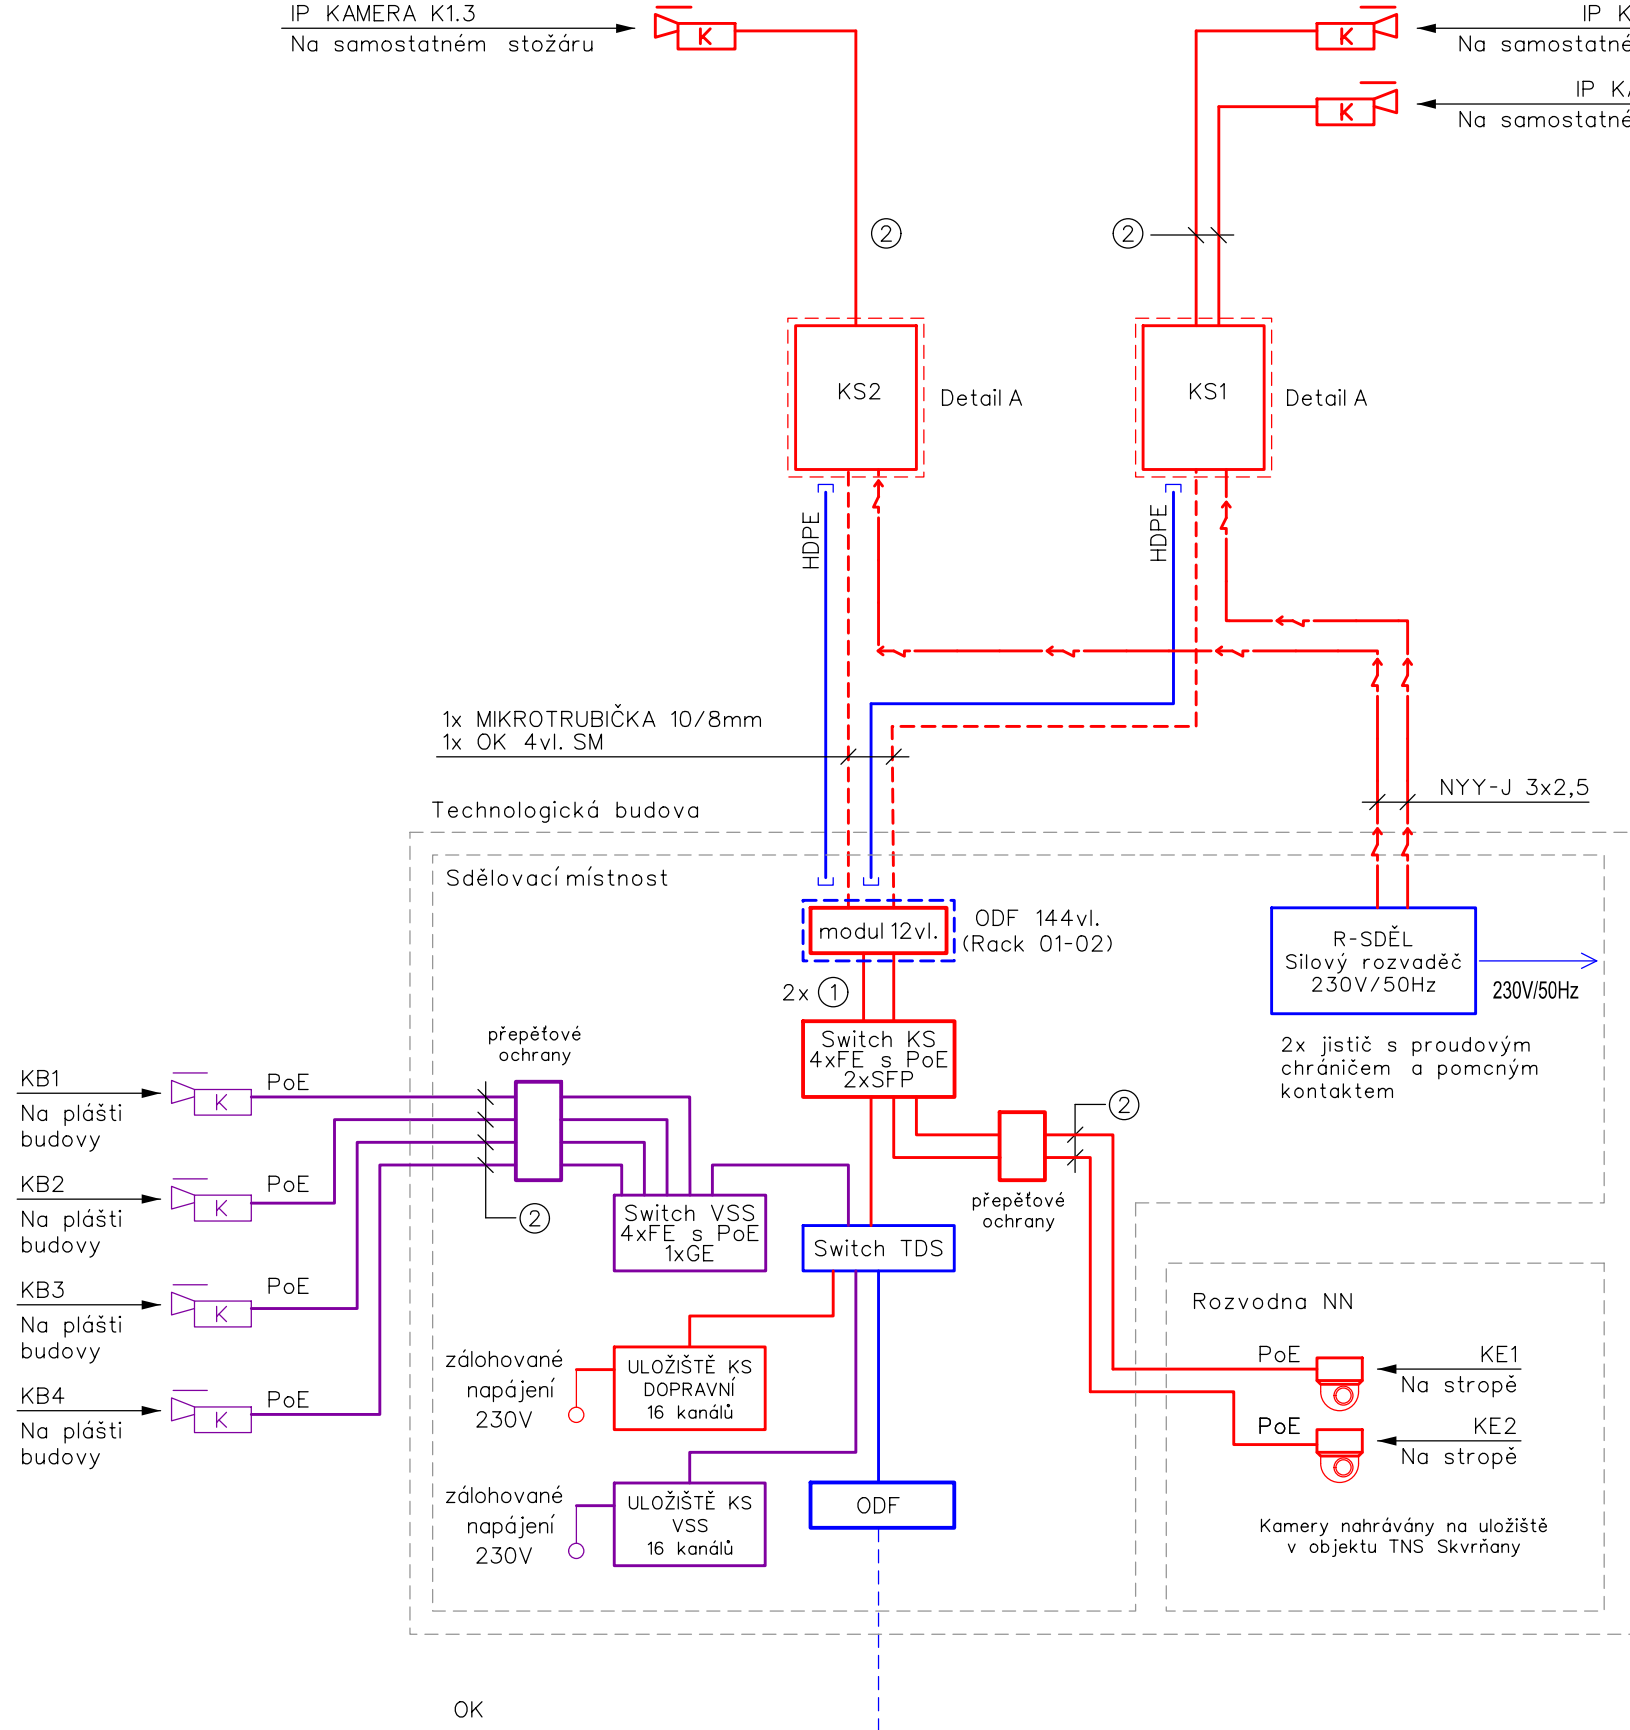 IP KAMERA K1.3
Na samostatném stožáru
K
IP K
Na samostatné
K
IP KA
Na samostatné
K
2
2
KS2
Detail A
KS1
Detail A
HDPE
HDPE
1x MIKROTRUBIČKA 10/8mm
1x OK 4vl. SM
NYY-J 3x2,5
Technologická budova
Sdělovací místnost
modul 12vl.
ODF 144vl.
(Rack 01-02)
R-SDĚL
Silový rozvaděč
230V/50Hz
230V/50Hz
2x jistič s proudovým
chráničem a pomcným
kontaktem
2x 1
Switch KS
4xFE s PoE
2xSFP
přepěťové
ochrany
2
přepěťové
ochrany
KB1
Na plášti
budovy
K
PoE
KB2
Na plášti
budovy
K
PoE
KB3
Na plášti
budovy
K
PoE
KB4
Na plášti
budovy
K
PoE
2
Switch VSS
4xFE s PoE
1xGE
Switch TDS
Rozvodna NN
PoE
KE1
Na stropě
PoE
KE2
Na stropě
Kamery nahrávány na uložiště
v objektu TNS Skvrňany
zálohované
napájení
230V
ULOŽIŠTĚ KS
DOPRAVNÍ
16 kanálů
zálohované
napájení
230V
ULOŽIŠTĚ KS
VSS
16 kanálů
ODF
OK